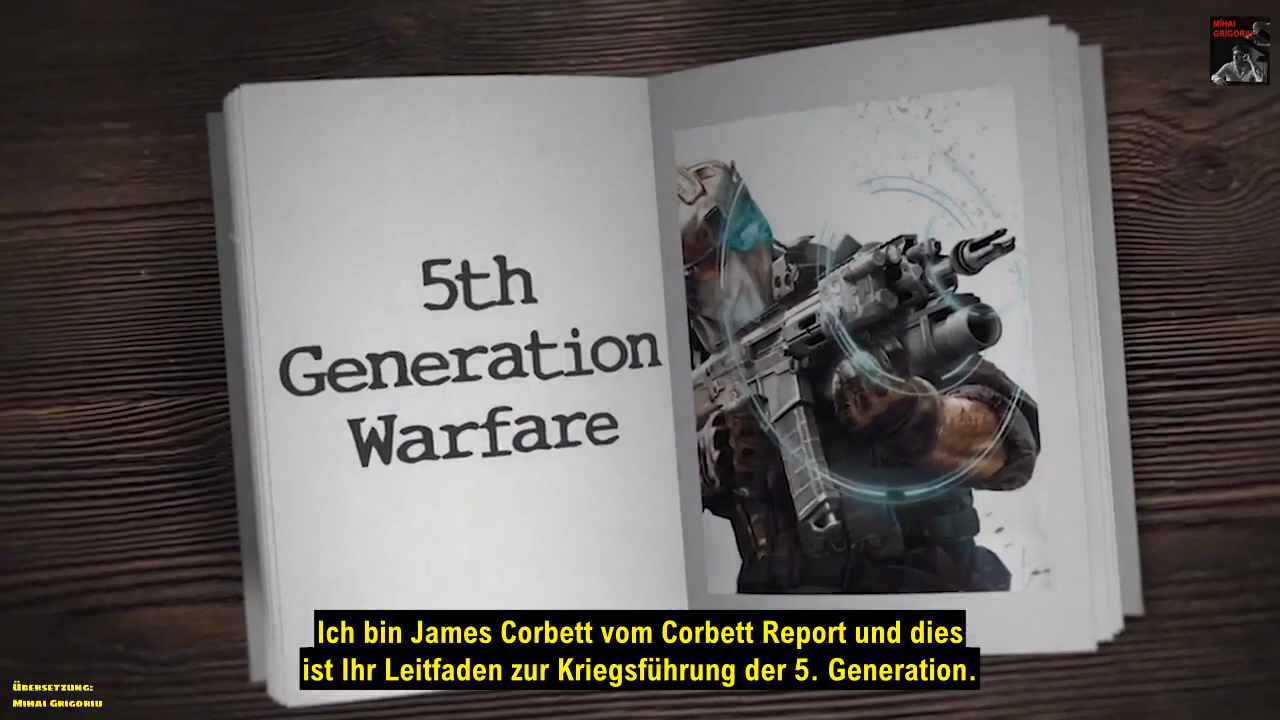 MIHAI
GRIGORIU
5th
Generation
Warfare
Ich bin James Corbett vom Corbett Report und dies
ist Ihr Leitfaden zur Kriegsführung der 5. Generation.
Übersetzung:
Mihai Grigoriu